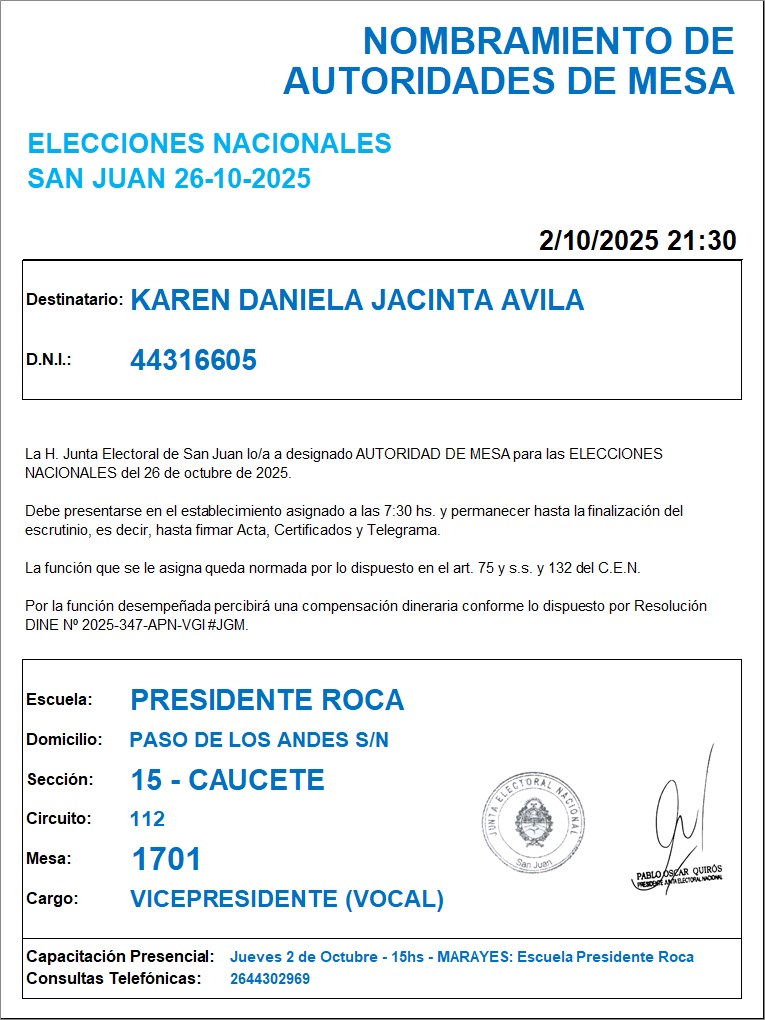 NOMBRAMIENTO DE
AUTORIDADES DE MESA
ELECCIONES NACIONALES
SAN JUAN 26-10-2025
2/10/2025 21:30
Destinatario: KAREN DANIELA JACINTA AVILA
D.N.I.: 44316605
La H. Junta Electoral de San Juan lo/a a designado AUTORIDAD DE MESA para las ELECCIONES
NACIONALES del 26 de octubre de 2025.
Debe presentarse en el establecimiento asignado a las 7:30 hs. y permanecer hasta la finalización del
escrutinio, es decir, hasta firmar Acta, Certificados y Telegrama.
La función que se le asigna queda normada por lo dispuesto en el art. 75 y s.s. y 132 del C.E.N.
Por la función desempeñada percibirá una compensación dineraria conforme lo dispuesto por Resolución
DINE Nº 2025-347-APN-VGI#JGM.
Escuela: PRESIDENTE ROCA
Domicilio: PASO DE LOS ANDES S/N
Sección: 15 - CAUCETE
Circuito: 112
Mesa: 1701
Cargo: VICEPRESIDENTE (VOCAL)
JUNTA ELECTORAL NACIONAL
San Juan
PABLO OSCAR QUIRÓS
PRESIDENTE JUNTA ELECTORAL NACIONAL
Capacitación Presencial: Jueves 2 de Octubre - 15hs - MARAYES: Escuela Presidente Roca
Consultas Telefónicas: 2644302969